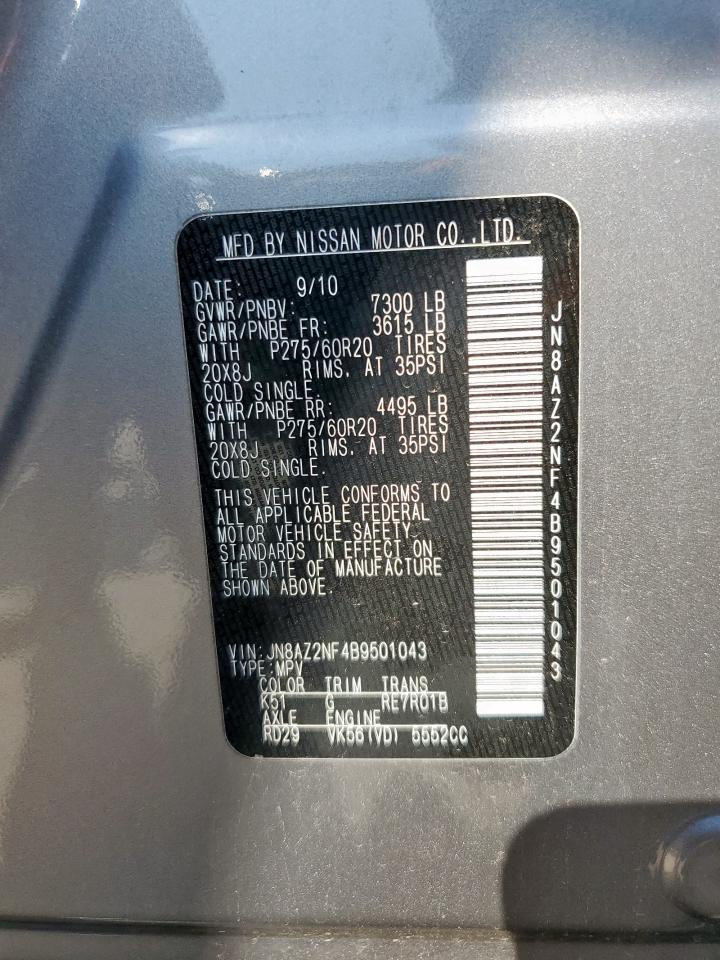 MFD BY NISSAN MOTOR CO.,LTD.
DATE: 9/10
GVWR/PNBV: 7300 LB
GAWR/PNBE FR: 3615 LB
WITH P275/60R20 TIRES
20X8J RIMS. AT 35PSI
COLD SINGLE.
GAWR/PNBE RR: 4495 LB
WITH P275/60R20 TIRES
20X8J RIMS. AT 35PSI
COLD SINGLE.
THIS VEHICLE CONFORMS TO
ALL APPLICABLE FEDERAL
MOTOR VEHICLE SAFETY
STANDARDS IN EFFECT ON
THE DATE OF MANUFACTURE
SHOWN ABOVE.
VIN: JN8AZ2NF4B9501043
TYPE: MPV
COLOR TRIM TRANS
K51 G RE7R01B
AXLE ENGINE
RD29 VK56(VD) 5552CC
JN8AZ2NF4B9501043